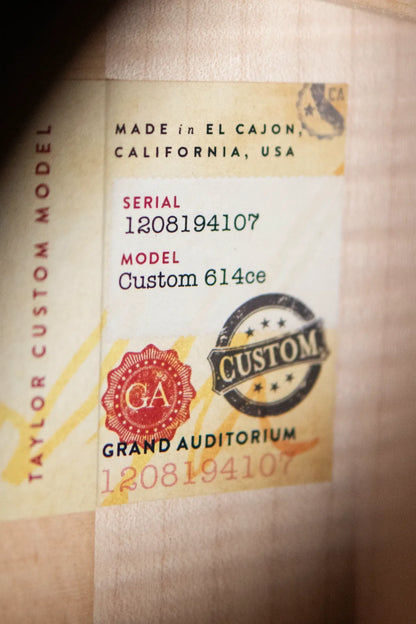 CA
MADE in EL CAJON,
CALIFORNIA, USA
TAYLOR CUSTOM MODEL
SERIAL
1208194107
MODEL
Custom 614ce
CUSTOM
GA
GRAND AUDITORIUM
1208194107